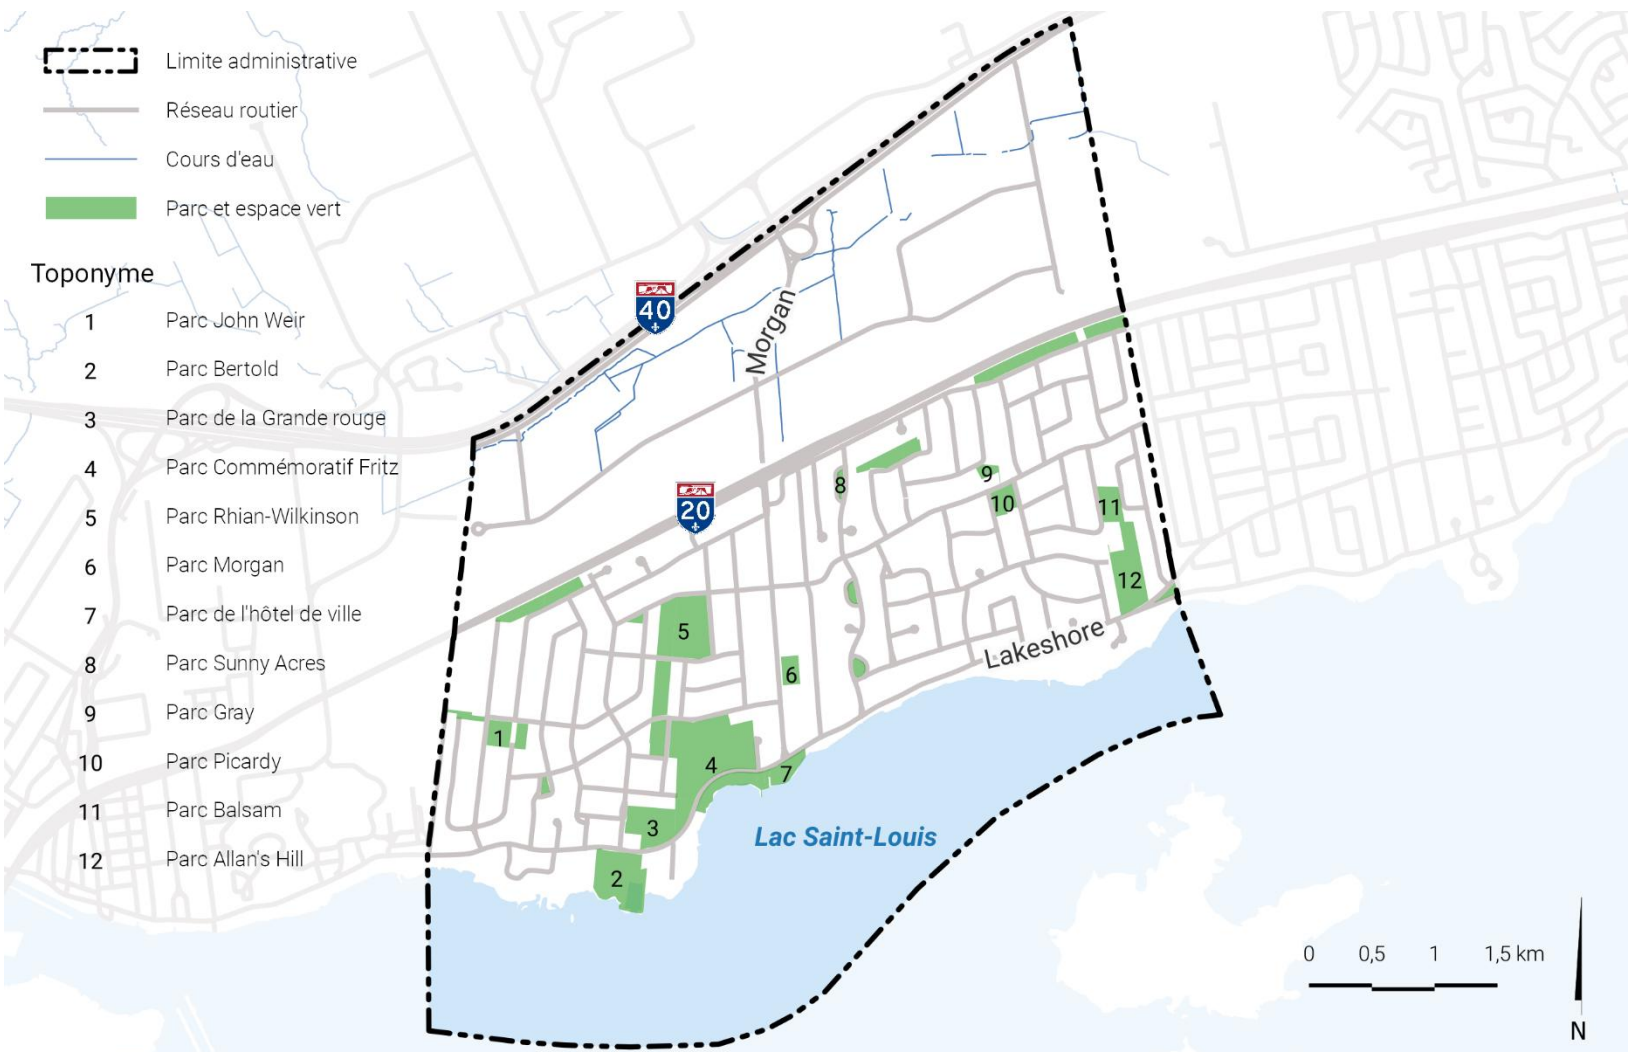 Limite administrative
Réseau routier
Cours d'eau
Parc et espace vert
Toponyme
1 Parc John Weir
2 Parc Bertold
3 Parc de la Grande rouge
4 Parc Commémoratif Fritz
5 Parc Rhian-Wilkinson
6 Parc Morgan
7 Parc de l'hôtel de ville
8 Parc Sunny Acres
9 Parc Gray
10 Parc Picardy
11 Parc Balsam
12 Parc Allan's Hill
40
Morgan
20
8
9
10
11
12
5
6
Lakeshore
1
4
7
3
2
Lac Saint-Louis
0 0,5 1 1,5 km
N